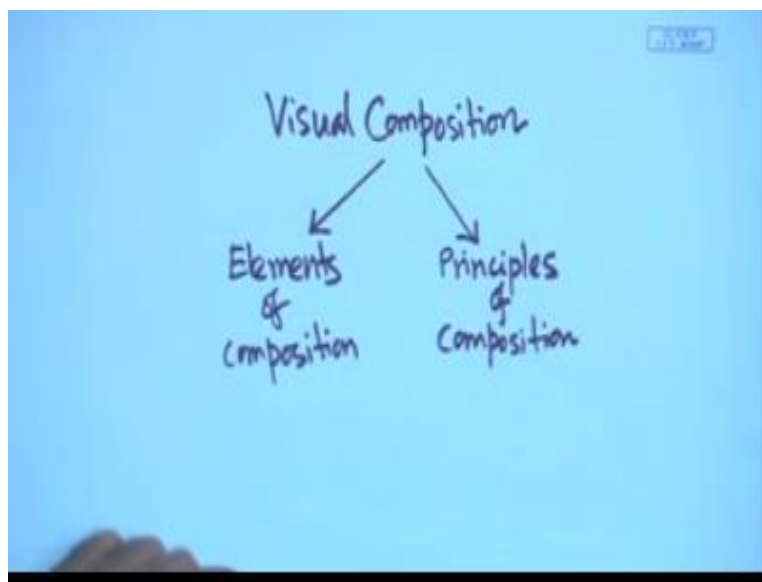 Visual Composition
Elements
of
composition
Principles
of
Composition